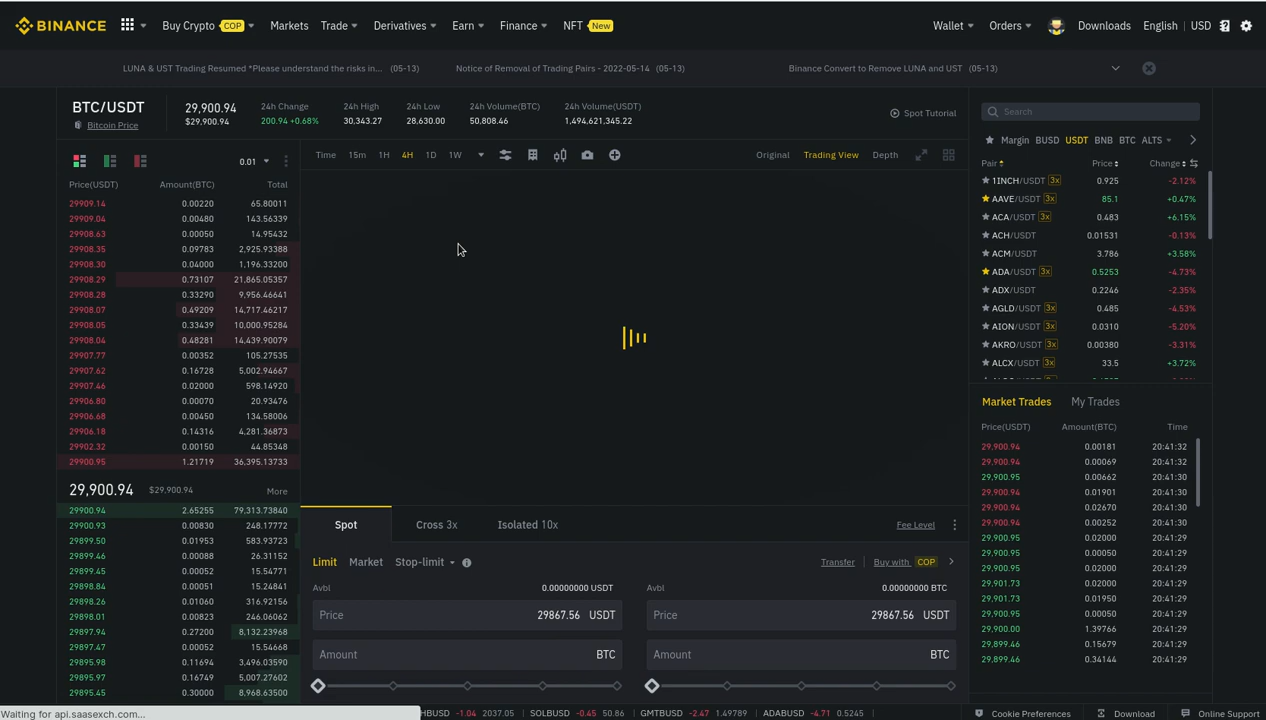 BINANCE Buy Crypto COP Markets Trade Derivatives Earn Finance NFT New Wallet Orders Downloads English USD
LUNA & UST Trading Resumed *Please understand the risks in... (05-13) Notice of Removal of Trading Pairs - 2022-05-14 (05-13) Binance Convert to Remove LUNA and UST (05-13)
BTC/USDT
Bitcoin Price
29,900.94
$29,900.94
24h Change
200.94 +0.68%
24h High
30,343.27
24h Low
28,630.00
24h Volume(BTC)
50,808.46
24h Volume(USDT)
1,494,621,345.22
Spot Tutorial
0.01
Price(USDT) Amount(BTC) Total
29909.14 0.00220 65.80011
29909.04 0.00480 143.56339
29908.63 0.00050 14.95432
29908.35 0.09783 2,925.93388
29908.30 0.04000 1,196.33200
29908.29 0.73107 21,865.05357
29908.28 0.33290 9,956.46641
29908.07 0.49209 14,717.46217
29908.05 0.33439 10,000.95284
29908.04 0.48281 14,439.90079
29907.77 0.00352 105.27535
29907.62 0.16728 5,002.94667
29907.46 0.02000 598.14920
29906.80 0.00070 20.93476
29906.68 0.00450 134.58006
29906.18 0.14316 4,281.36873
29902.32 0.00150 44.85348
29900.95 1.21719 36,395.13733
29,900.94 $29,900.94 More
29900.94 2.65255 79,313.73840
29900.93 0.00830 248.17772
29899.50 0.01953 583.93723
29899.46 0.00088 26.31152
29899.45 0.00052 15.54771
29898.84 0.00051 15.24841
29898.26 0.01060 316.92156
29898.01 0.00823 246.06062
29897.94 0.27200 8,132.23968
29897.47 0.00052 15.54668
29895.98 0.11694 3,496.03590
29895.97 0.16749 5,007.27602
29895.45 0.30000 8,968.63500
Time 15m 1H 4H 1D 1W Original Trading View Depth
Spot Cross 3x Isolated 10x Fee Level
Limit Market Stop-limit Transfer Buy with COP
Avbl 0.00000000 USDT Avbl 0.00000000 BTC
Price 29867.56 USDT Price 29867.56 USDT
Amount BTC Amount BTC
Search
Margin BUSD USDT BNB BTC ALTS
Pair Price Change
1INCH/USDT 3x 0.925 -2.12%
AAVE/USDT 3x 85.1 +0.47%
ACA/USDT 3x 0.483 +6.15%
ACH/USDT 0.01531 -0.13%
ACM/USDT 3.786 +3.58%
ADA/USDT 3x 0.5253 -4.73%
ADX/USDT 0.2246 -2.35%
AGLD/USDT 3x 0.485 -4.53%
AION/USDT 3x 0.0310 -5.20%
AKRO/USDT 3x 0.00380 -3.31%
ALCX/USDT 3x 33.5 +3.72%
Market Trades My Trades
Price(USDT) Amount(BTC) Time
29,900.94 0.00181 20:41:32
29,900.94 0.00069 20:41:32
29,900.95 0.00662 20:41:30
29,900.94 0.01901 20:41:30
29,900.94 0.02670 20:41:30
29,900.94 0.00252 20:41:30
29,900.95 0.02000 20:41:29
29,900.95 0.00050 20:41:29
29,900.95 0.02000 20:41:29
29,901.73 0.02000 20:41:29
29,901.73 0.01950 20:41:29
29,900.95 0.00050 20:41:29
29,900.00 1.39766 20:41:29
29,899.46 0.15679 20:41:29
29,899.46 0.34144 20:41:29
Waiting for api.saasexch.com... HBUSD -1.04 2037.05 SOLBUSD -0.45 50.86 GMTBUSD -2.47 1.49789 ADABUSD -4.71 0.5245 Cookie Preferences Download Online Support